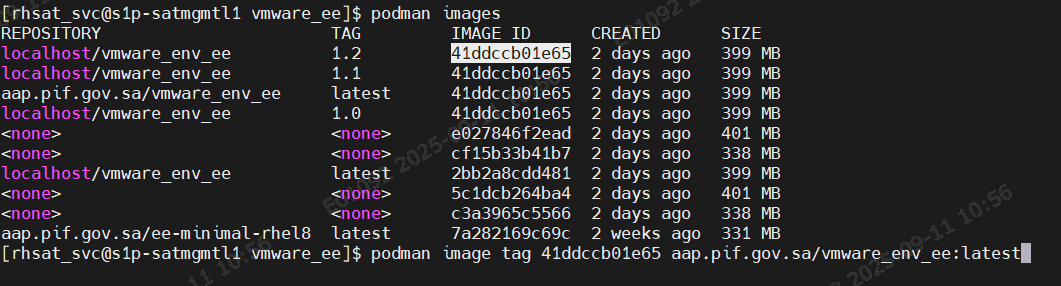 [rhsat_svc@s1p-satmgmtl1 vmware_ee]$ podman images
REPOSITORY TAG IMAGE ID CREATED SIZE
localhost/vmware_env_ee 1.2 41ddccb01e65 2 days ago 399 MB
localhost/vmware_env_ee 1.1 41ddccb01e65 2 days ago 399 MB
aap.pif.gov.sa/vmware_env_ee latest 41ddccb01e65 2 days ago 399 MB
localhost/vmware_env_ee 1.0 41ddccb01e65 2 days ago 399 MB
<none> <none> e027846f2ead 2 days ago 401 MB
<none> <none> cf15b33b41b7 2 days ago 338 MB
localhost/vmware_env_ee latest 2bb2a8cdd481 2 days ago 399 MB
<none> <none> 5c1dcb264ba4 2 days ago 401 MB
<none> <none> c3a3965c5566 2 days ago 338 MB
aap.pif.gov.sa/ee-minimal-rhel8 latest 7a282169c69c 2 weeks ago 331 MB
[rhsat_svc@s1p-satmgmtl1 vmware_ee]$ podman image tag 41ddccb01e65 aap.pif.gov.sa/vmware_env_ee:latest